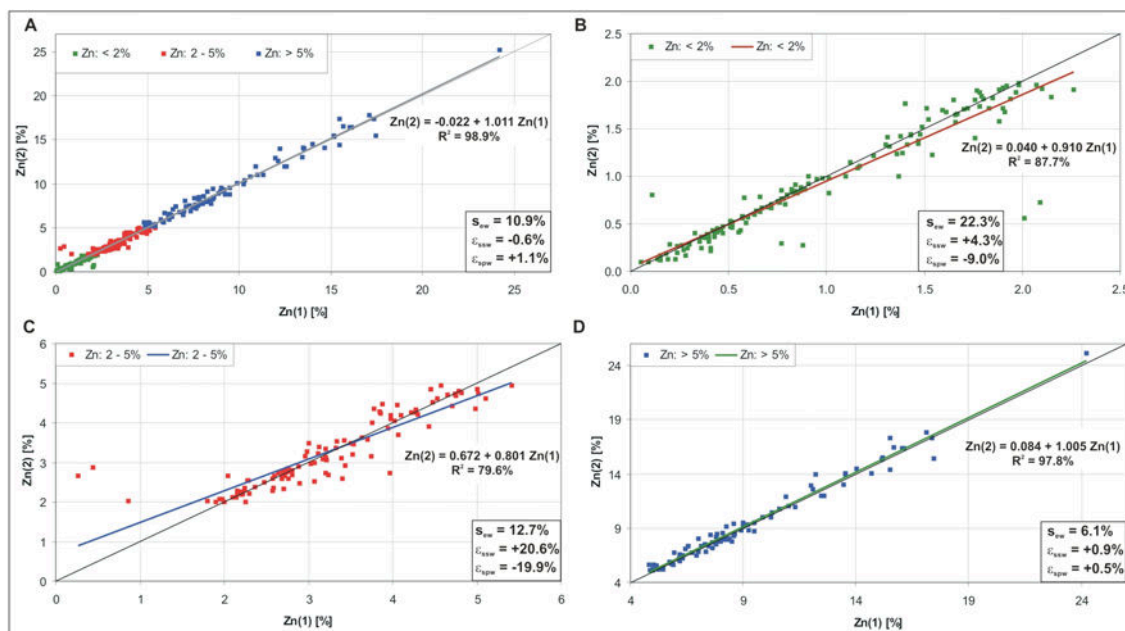 A
Zn: < 2%
Zn: 2 - 5%
Zn: > 5%
Zn(2) = -0.022 + 1.011 Zn(1)
R² = 98.9%
s_ew = 10.9%
ε_ssw = -0.6%
ε_spw = +1.1%
Zn(2) [%]
25
20
15
10
5
0
0
5
10
15
20
25
Zn(1) [%]
B
Zn: < 2%
Zn: < 2%
Zn(2) = 0.040 + 0.910 Zn(1)
R² = 87.7%
s_ew = 22.3%
ε_ssw = +4.3%
ε_spw = -9.0%
Zn(2) [%]
2.5
2.0
1.5
1.0
0.5
0.0
0.0
0.5
1.0
1.5
2.0
2.5
Zn(1) [%]
C
Zn: 2 - 5%
Zn: 2 - 5%
Zn(2) = 0.672 + 0.801 Zn(1)
R² = 79.6%
s_ew = 12.7%
ε_ssw = +20.6%
ε_spw = -19.9%
Zn(2) [%]
6
5
4
3
2
1
0
0
1
2
3
4
5
6
Zn(1) [%]
D
Zn: > 5%
Zn: > 5%
Zn(2) = 0.084 + 1.005 Zn(1)
R² = 97.8%
s_ew = 6.1%
ε_ssw = +0.9%
ε_spw = +0.5%
Zn(2) [%]
24
19
14
9
4
4
9
14
19
24
Zn(1) [%]